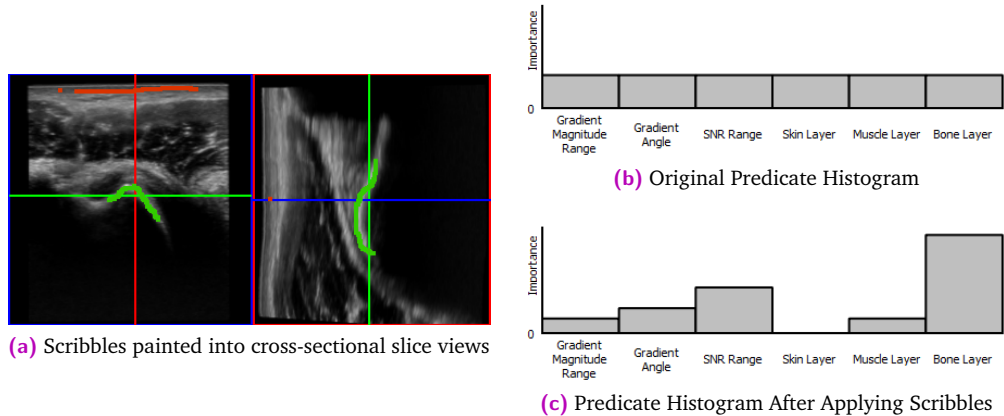 (a) Scribbles painted into cross-sectional slice views
Importance
0
Gradient
Magnitude
Range
Gradient
Angle
SNR Range
Skin Layer
Muscle Layer
Bone Layer
(b) Original Predicate Histogram
Importance
0
Gradient
Magnitude
Range
Gradient
Angle
SNR Range
Skin Layer
Muscle Layer
Bone Layer
(c) Predicate Histogram After Applying Scribbles